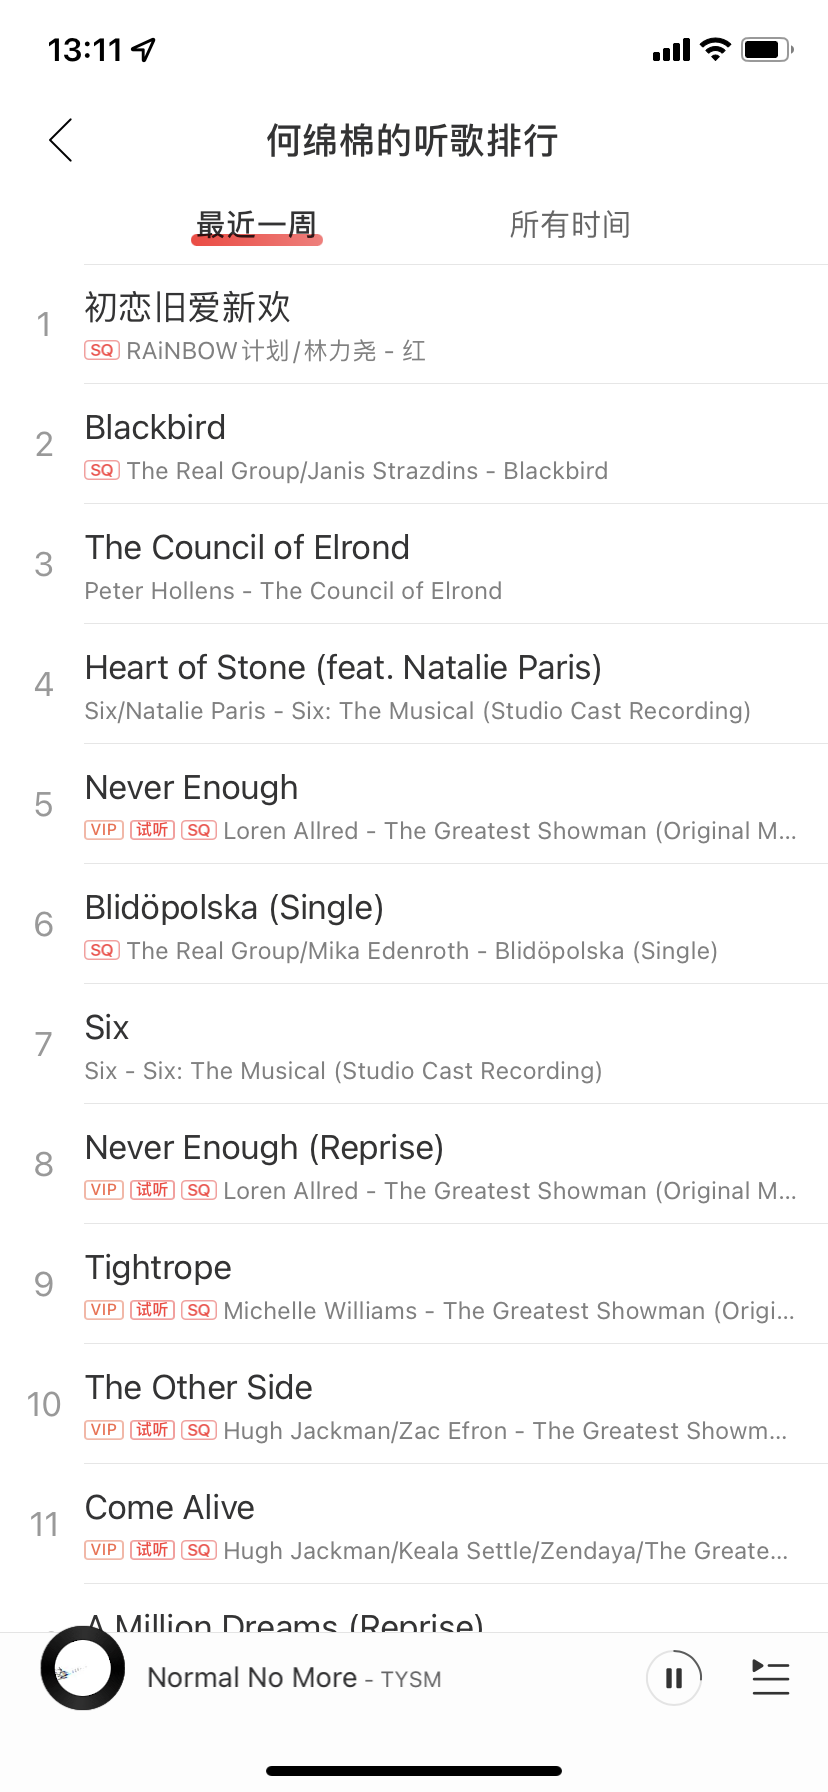 13:11
何绵棉的听歌排行
最近一周 所有时间
1 初恋旧爱新欢
SQ RAiNBOW计划/林力尧 - 红
2 Blackbird
SQ The Real Group/Janis Strazdins - Blackbird
3 The Council of Elrond
Peter Hollens - The Council of Elrond
4 Heart of Stone (feat. Natalie Paris)
Six/Natalie Paris - Six: The Musical (Studio Cast Recording)
5 Never Enough
VIP 试听 SQ Loren Allred - The Greatest Showman (Original M...
6 Blidöpolska (Single)
SQ The Real Group/Mika Edenroth - Blidöpolska (Single)
7 Six
Six - Six: The Musical (Studio Cast Recording)
8 Never Enough (Reprise)
VIP 试听 SQ Loren Allred - The Greatest Showman (Original M...
9 Tightrope
VIP 试听 SQ Michelle Williams - The Greatest Showman (Origi...
10 The Other Side
VIP 试听 SQ Hugh Jackman/Zac Efron - The Greatest Showm...
11 Come Alive
VIP 试听 SQ Hugh Jackman/Keala Settle/Zendaya/The Greate...
A Million Dreams (Reprise)
Normal No More - TYSM